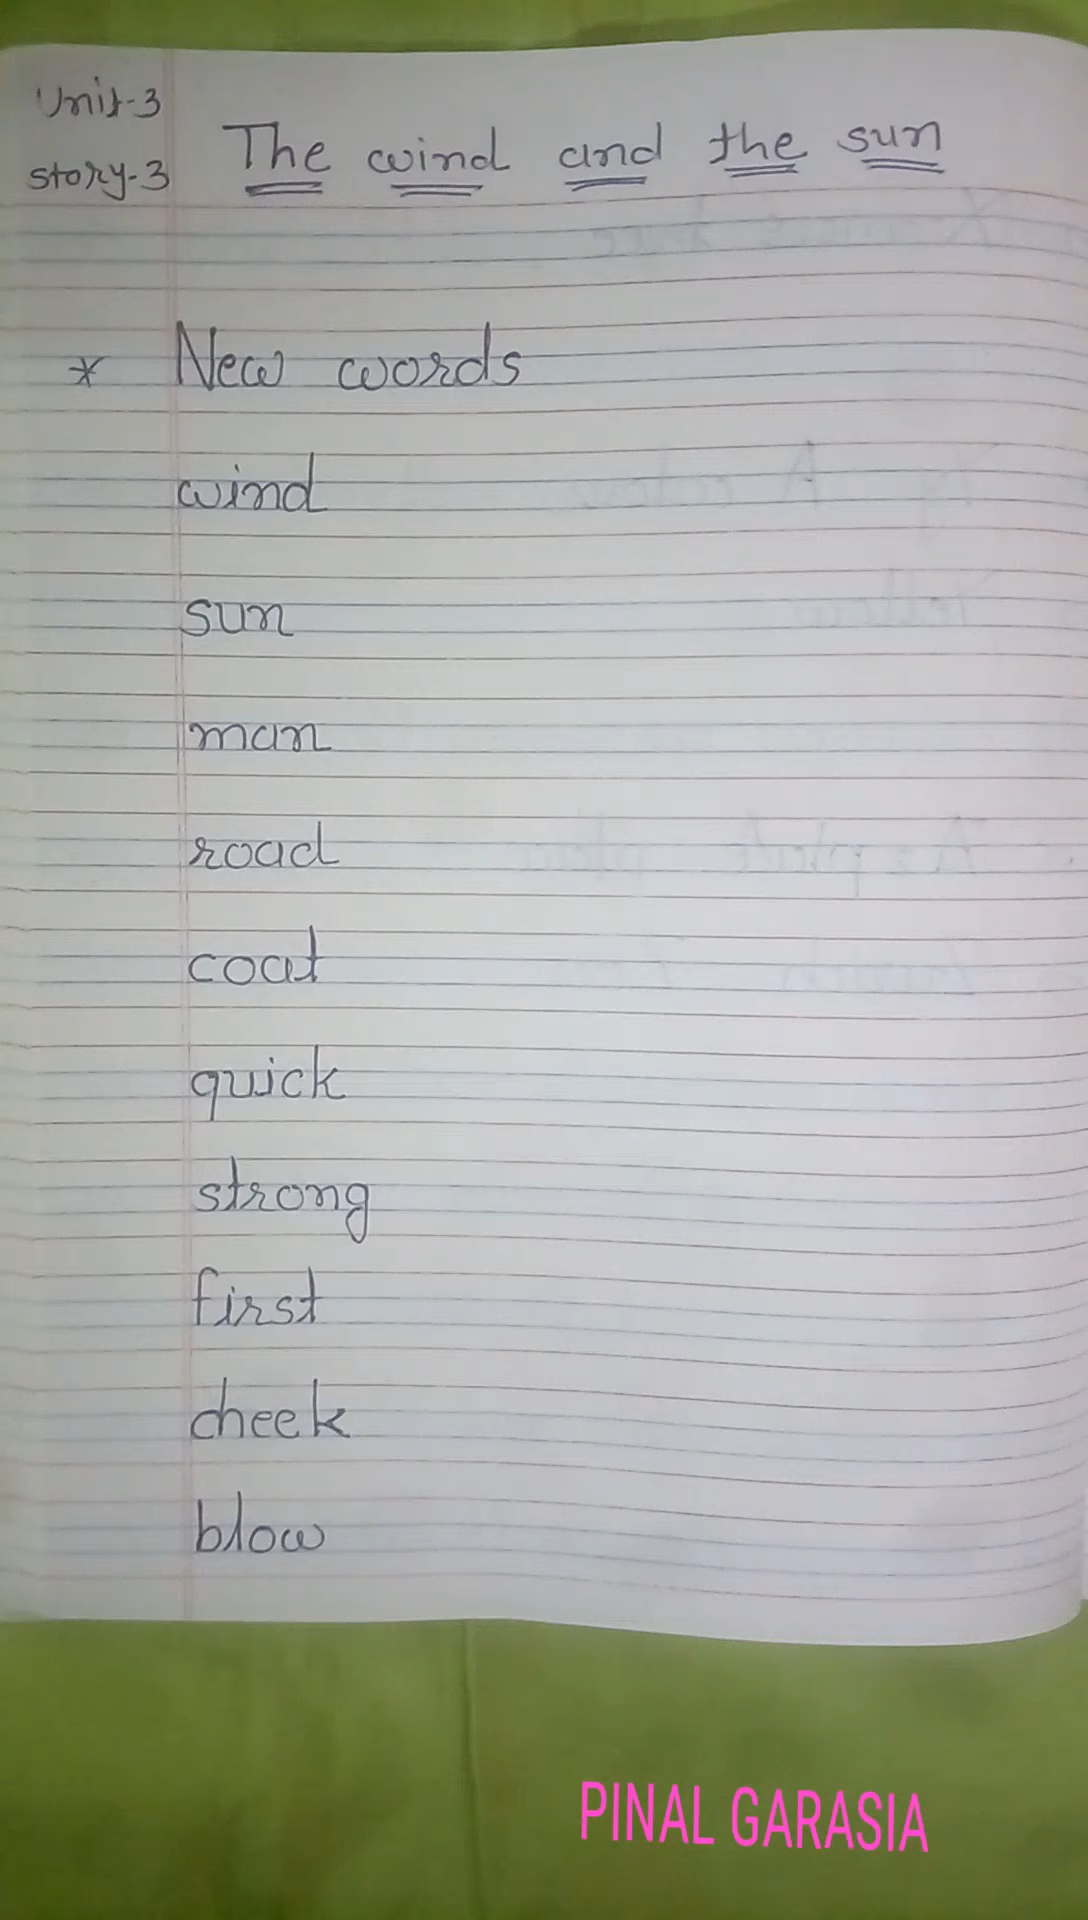 Unit-3
story-3
The wind and the sun
* New words
wind
sun
man
road
coat
quick
strong
first
cheek
blow
PINAL GARASIA